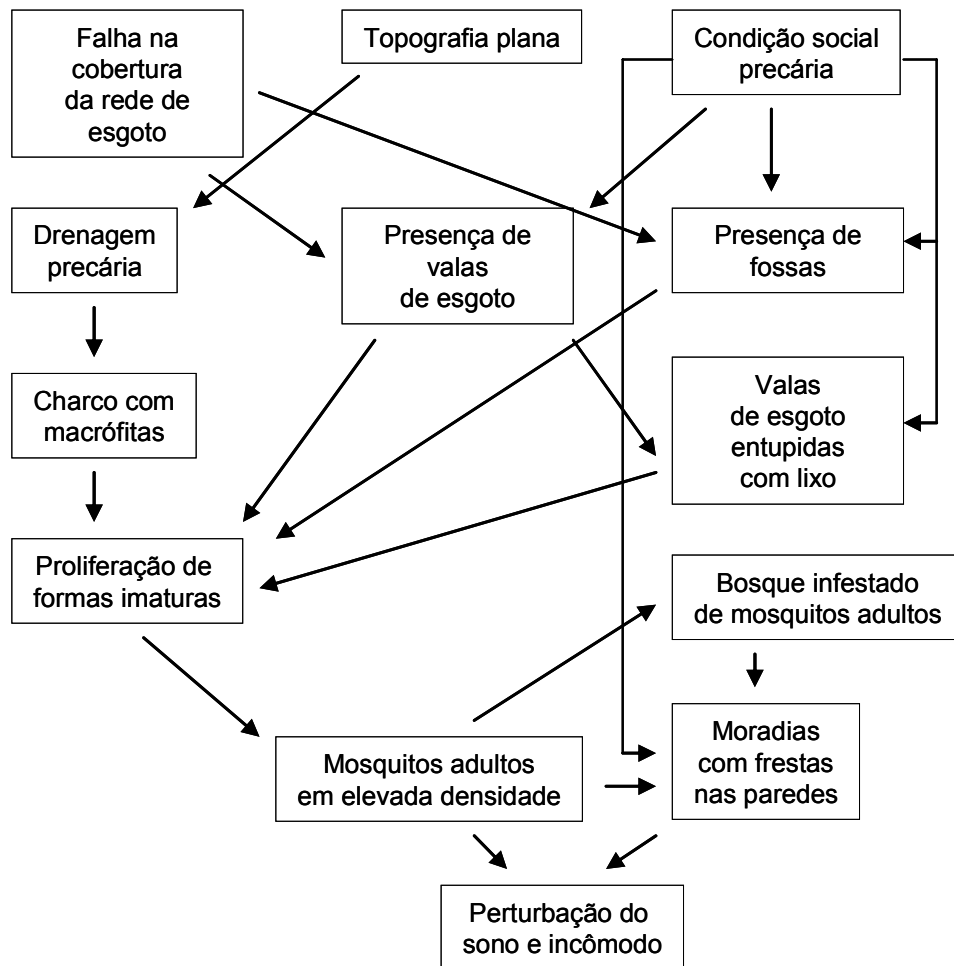 Falha na
cobertura
da rede de
esgoto
Topografia plana
Condição social
precária
Drenagem
precária
Presença de
valas
de esgoto
Presença de
fossas
Charco com
macrófitas
Valas
de esgoto
entupidas
com lixo
Proliferação de
formas imaturas
Bosque infestado
de mosquitos adultos
Mosquitos adultos
em elevada densidade
Moradias
com frestas
nas paredes
Perturbação do
sono e incômodo